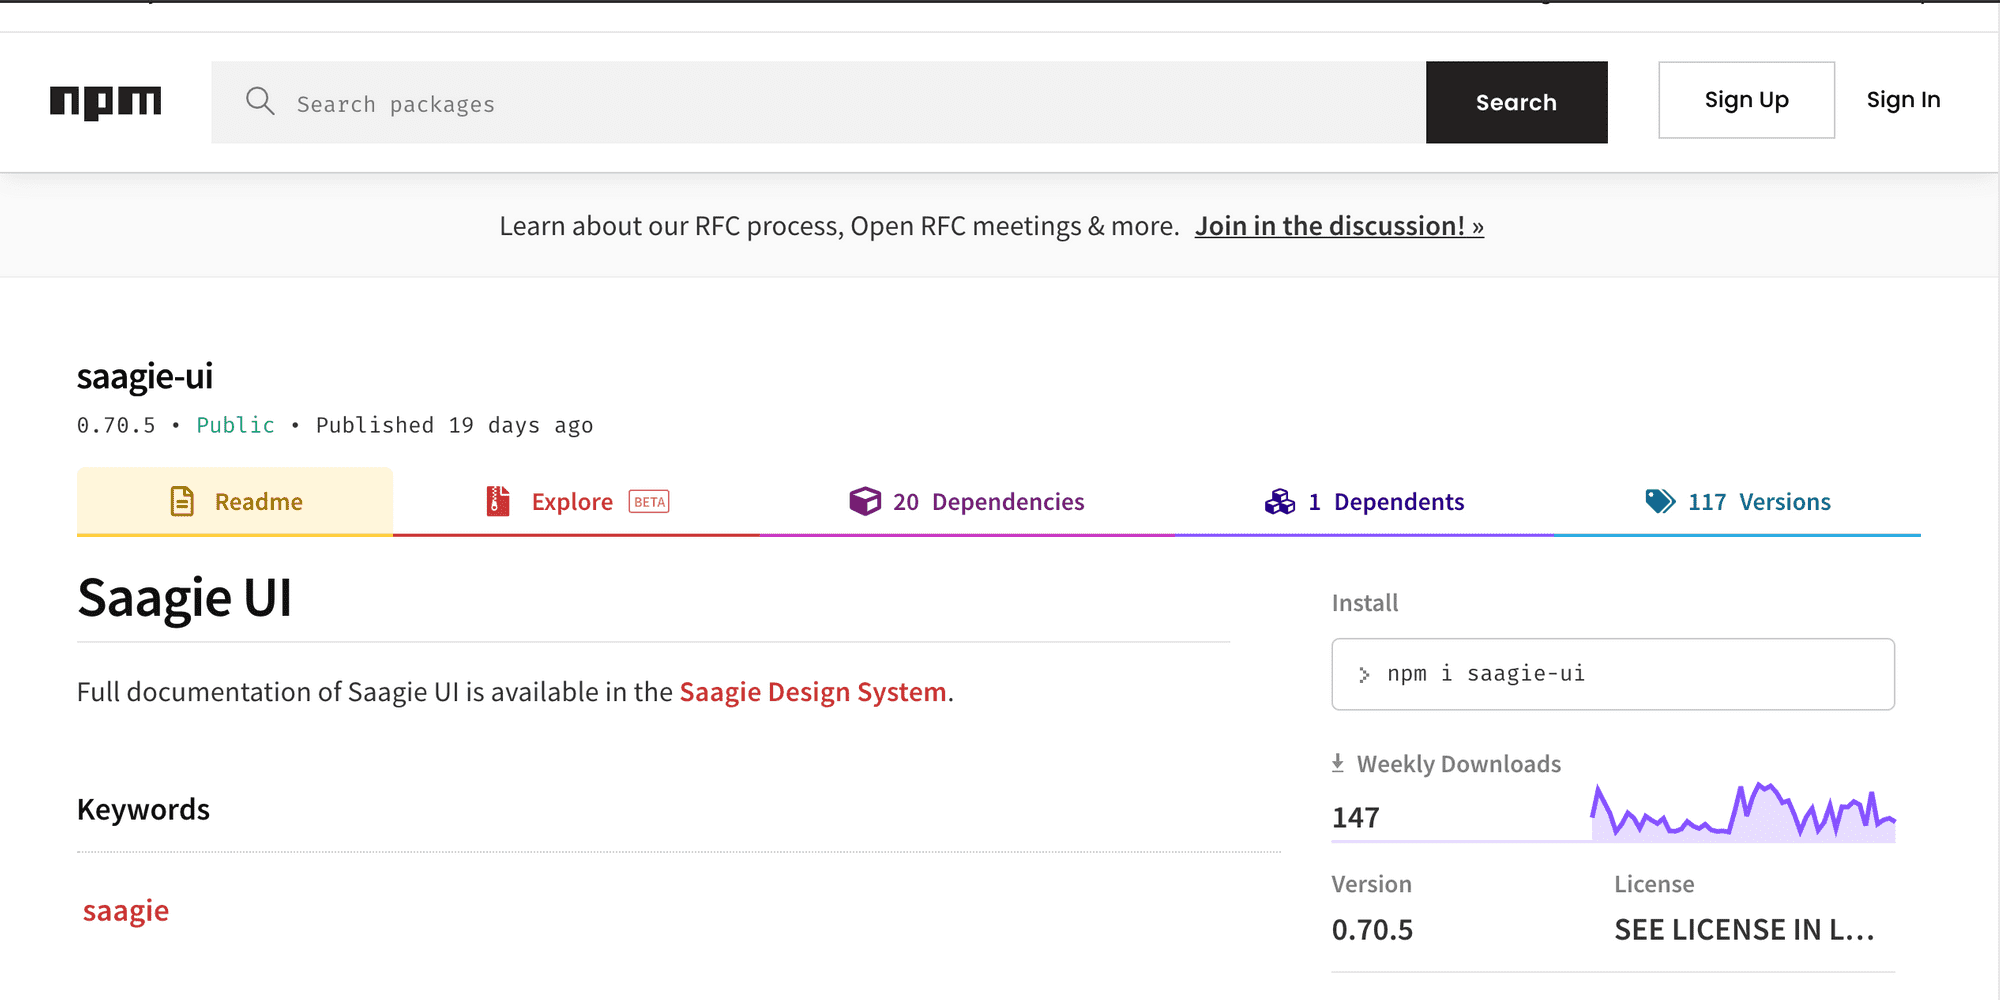 npm
Search packages
Search
Sign Up
Sign In
Learn about our RFC process, Open RFC meetings & more. Join in the discussion! »
saagie-ui
0.70.5 • Public • Published 19 days ago
Readme
Explore BETA
20 Dependencies
1 Dependents
117 Versions
Saagie UI
Full documentation of Saagie UI is available in the Saagie Design System.
Keywords
saagie
Install
> npm i saagie-ui
Weekly Downloads
147
Version
0.70.5
License
SEE LICENSE IN L...